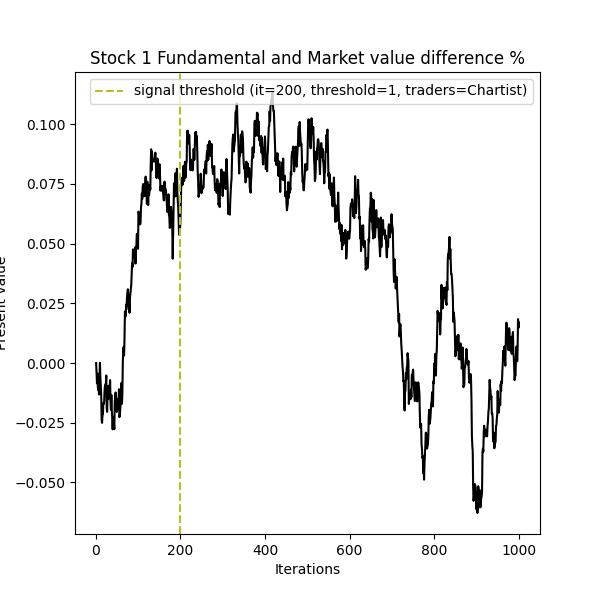 Stock 1 Fundamental and Market value difference %
signal threshold (it=200, threshold=1, traders=Chartist)
0.100
0.075
0.050
0.025
0.000
−0.025
−0.050
Present value
0 200 400 600 800 1000
Iterations